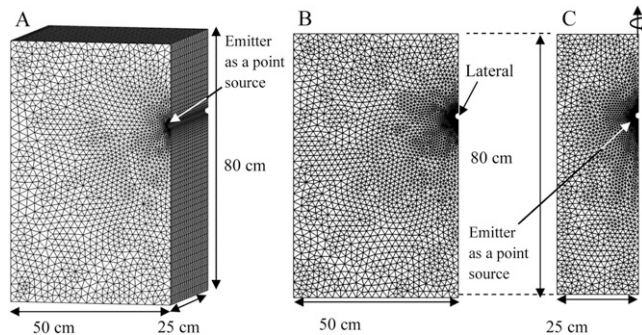 A
Emitter
as a point
source
80 cm
50 cm
25 cm
B
Lateral
80 cm
Emitter
as a point
source
50 cm
C
25 cm